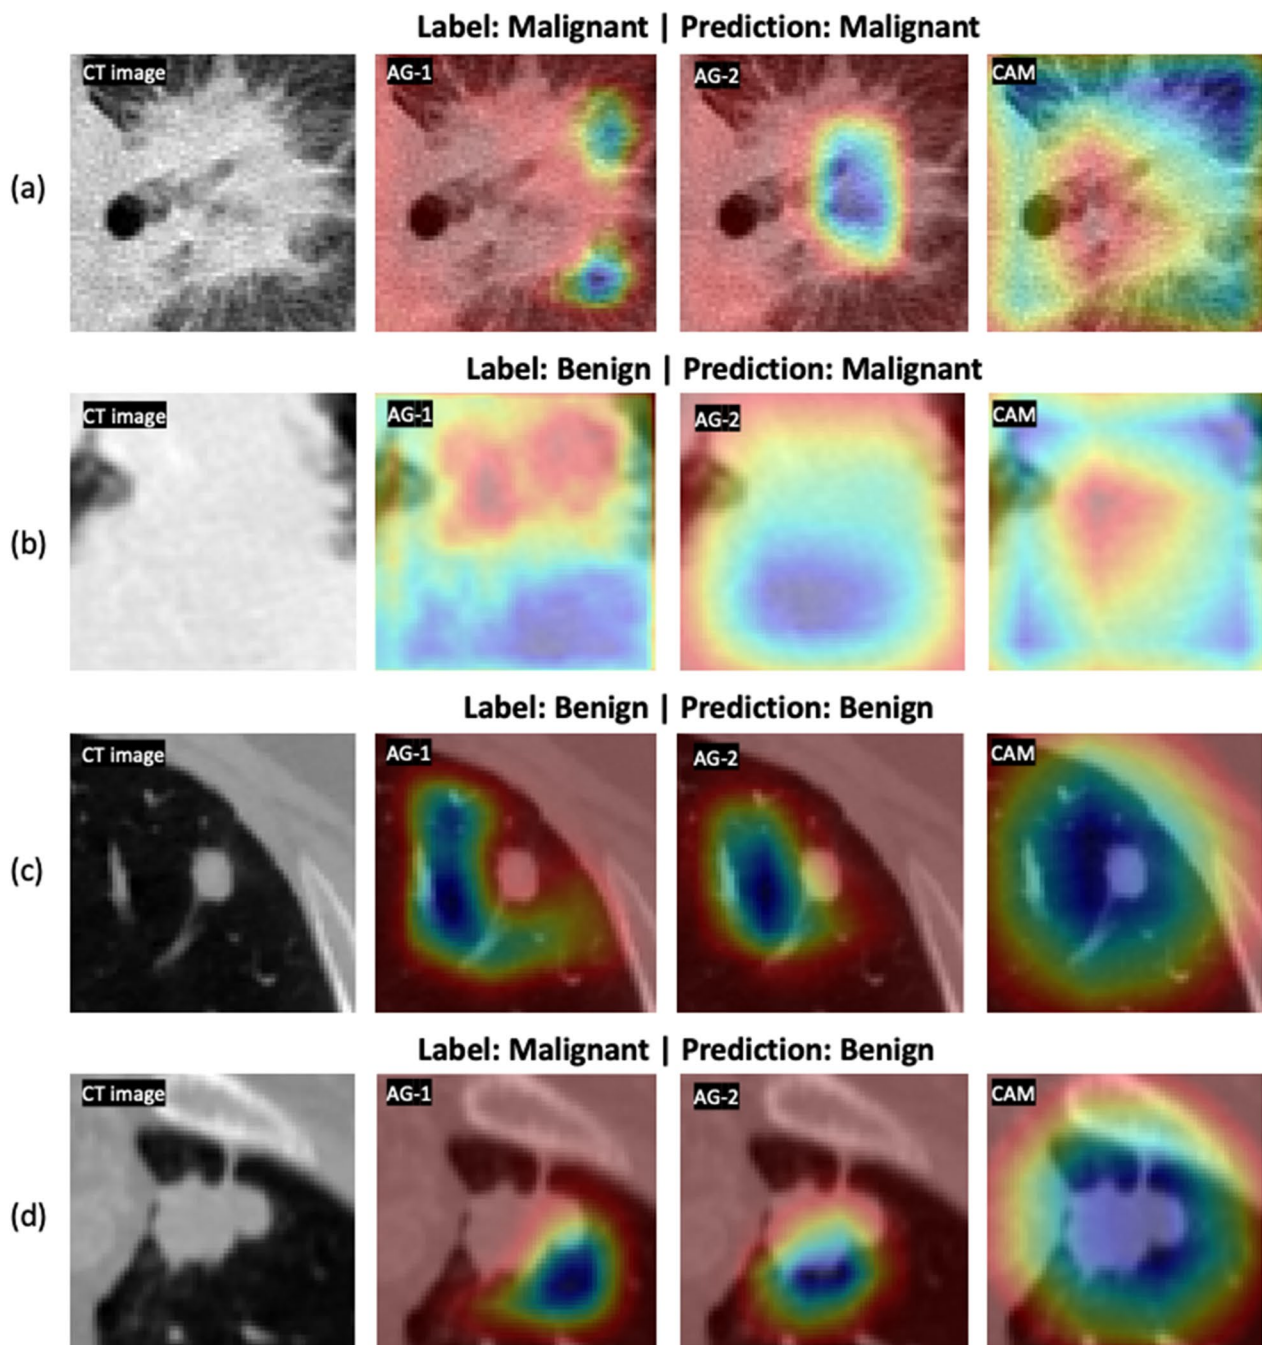 Label: Malignant | Prediction: Malignant
CT image AG-1 AG-2 CAM
(a)
Label: Benign | Prediction: Malignant
CT image AG-1 AG-2 CAM
(b)
Label: Benign | Prediction: Benign
CT image AG-1 AG-2 CAM
(c)
Label: Malignant | Prediction: Benign
CT image AG-1 AG-2 CAM
(d)